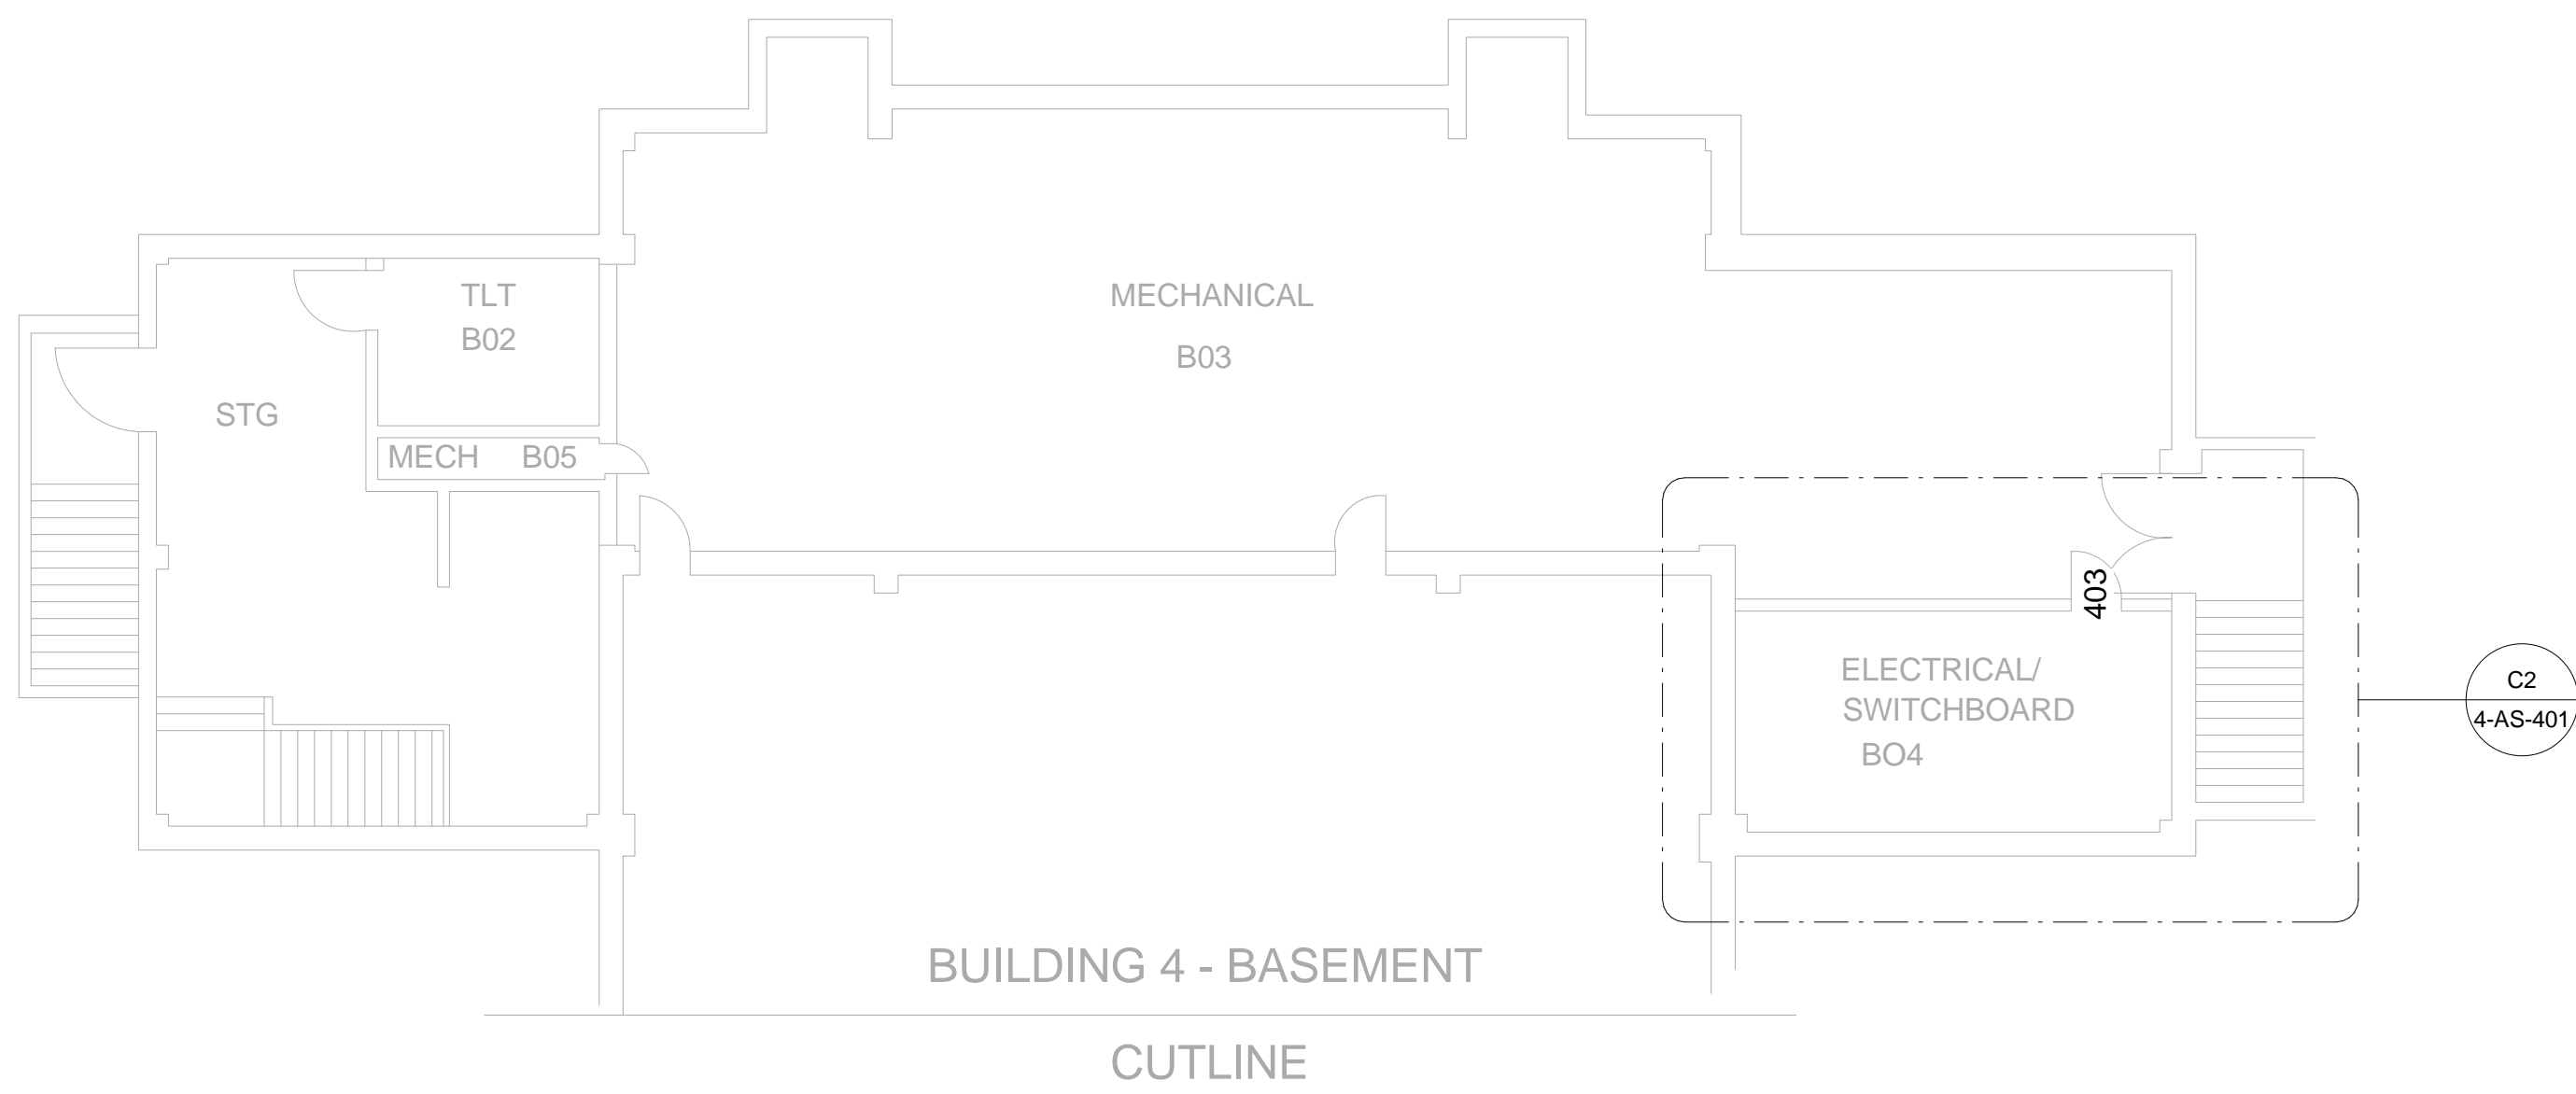 TLT
B02
MECHANICAL
B03
STG
MECH B05
403
ELECTRICAL/
SWITCHBOARD
BO4
C2
4-AS-401
BUILDING 4 - BASEMENT
CUTLINE